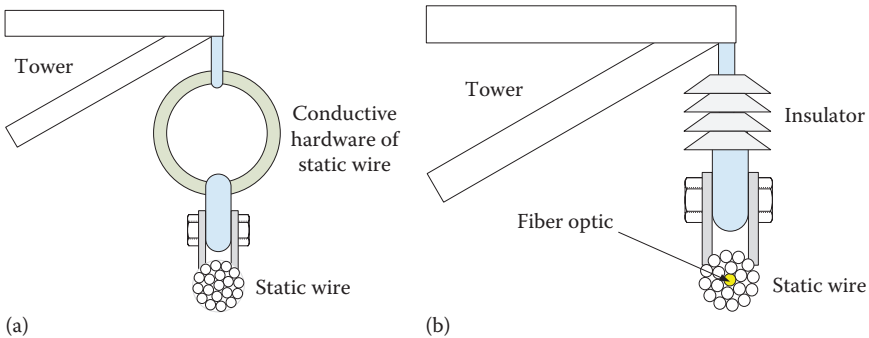 Tower
Conductive
hardware of
static wire
Static wire
(a)
Tower
Insulator
Fiber optic
Static wire
(b)